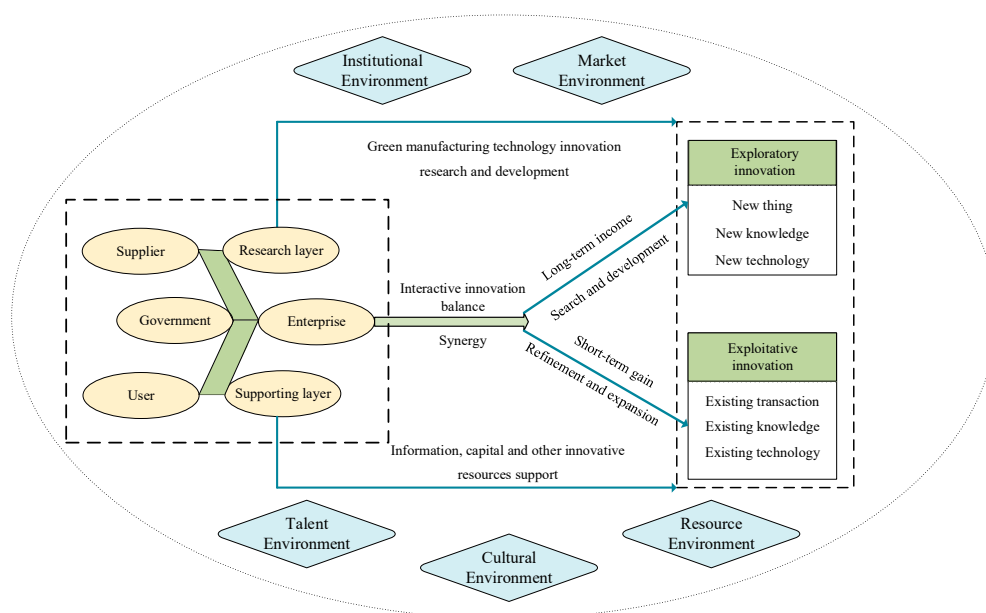 Institutional
Environment
Market
Environment
Green manufacturing technology innovation
research and development
Exploratory
innovation
New thing
New knowledge
New technology
Supplier
Research layer
Government
Enterprise
User
Supporting layer
Interactive innovation
balance
Synergy
Long-term income
Search and development
Short-term gain
Refinement and expansion
Exploitative
innovation
Existing transaction
Existing knowledge
Existing technology
Information, capital and other innovative
resources support
Talent
Environment
Cultural
Environment
Resource
Environment